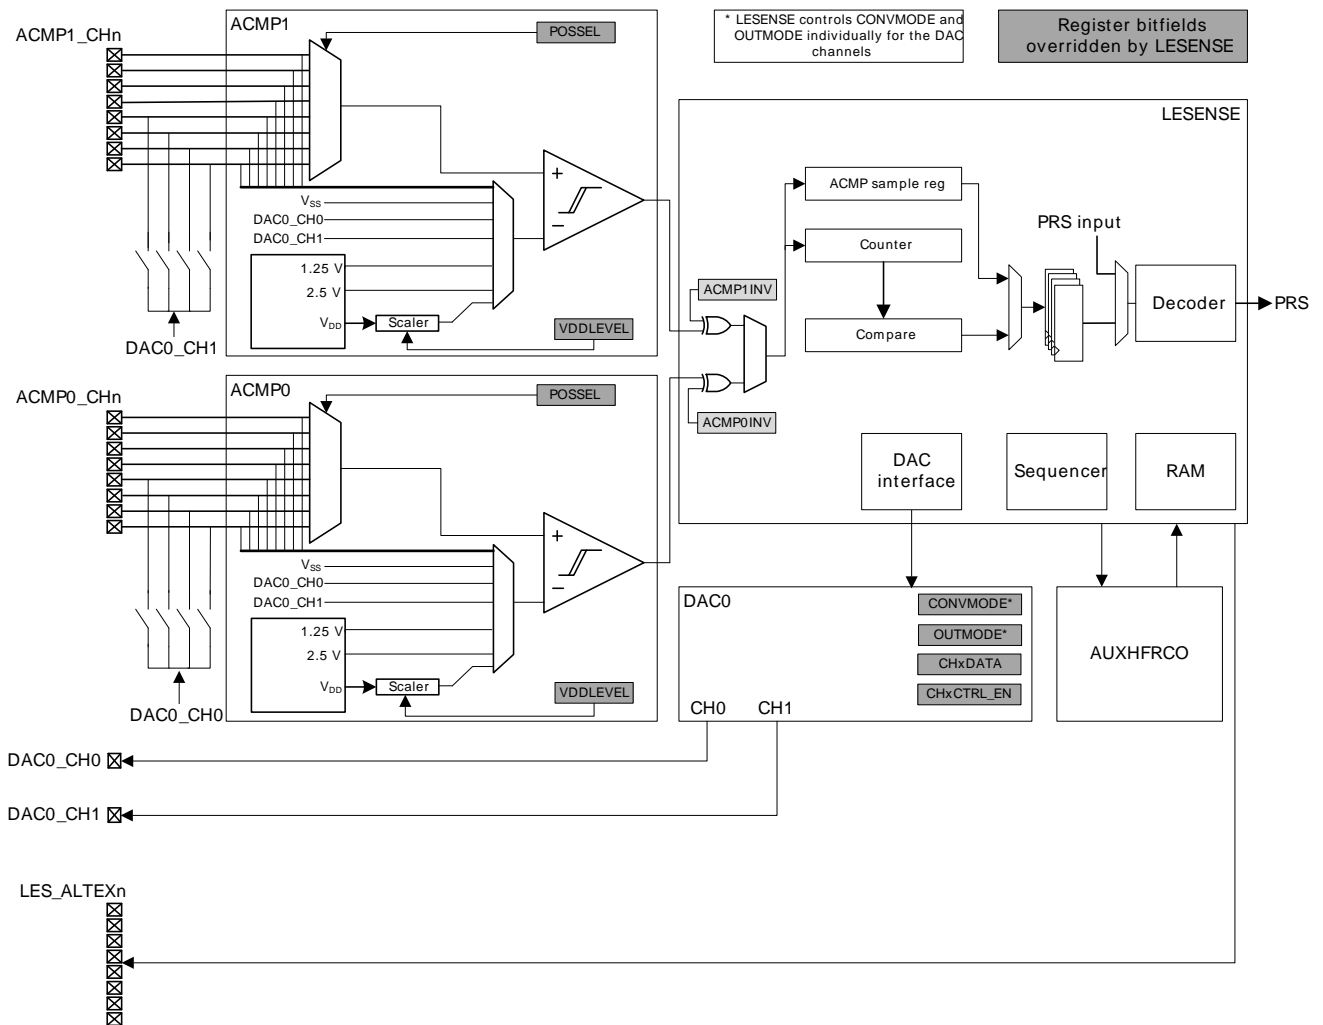 ACMP1_CHn
ACMP1
POSSEL
* LESENSE controls CONVMODE and
OUTMODE individually for the DAC
channels
Register bitfields
overridden by LESENSE
LESENSE
VSS
DAC0_CH0
DAC0_CH1
1.25 V
2.5 V
VDD
Scaler
VDDLEVEL
+
−
DAC0_CH1
ACMP sample reg
Counter
Compare
PRS input
Decoder
PRS
ACMP1INV
ACMP0INV
DAC
interface
Sequencer
RAM
ACMP0_CHn
ACMP0
POSSEL
VSS
DAC0_CH0
DAC0_CH1
1.25 V
2.5 V
VDD
Scaler
VDDLEVEL
+
−
DAC0_CH0
DAC0
CONVMODE*
OUTMODE*
CHxDATA
CHxCTRL_EN
CH0
CH1
AUXHFRCO
DAC0_CH0
DAC0_CH1
LES_ALTEXn